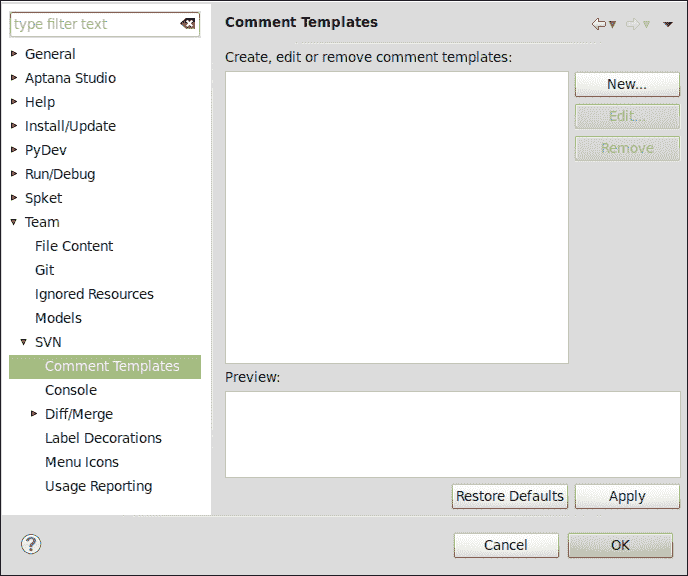 type filter text
General
Aptana Studio
Help
Install/Update
PyDev
Run/Debug
Spket
Team
File Content
Git
Ignored Resources
Models
SVN
Comment Templates
Console
Diff/Merge
Label Decorations
Menu Icons
Usage Reporting
Comment Templates
Create, edit or remove comment templates:
New...
Edit...
Remove
Preview:
Restore Defaults
Apply
?
Cancel
OK